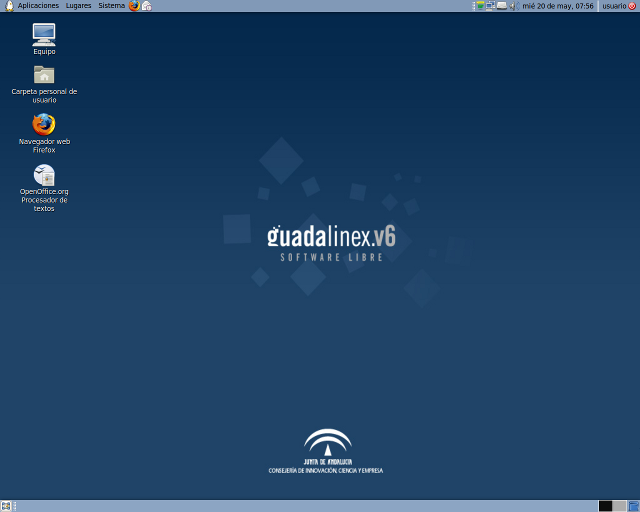 Aplicaciones Lugares Sistema
mié 20 de may, 07:56
usuario
Equipo
Carpeta personal de
usuario
Navegador web
Firefox
OpenOffice.org
Procesador de
textos
guadalinex.v6
SOFTWARE LIBRE
JUNTA DE ANDALUCIA
CONSEJERÍA DE INNOVACIÓN, CIENCIA Y EMPRESA